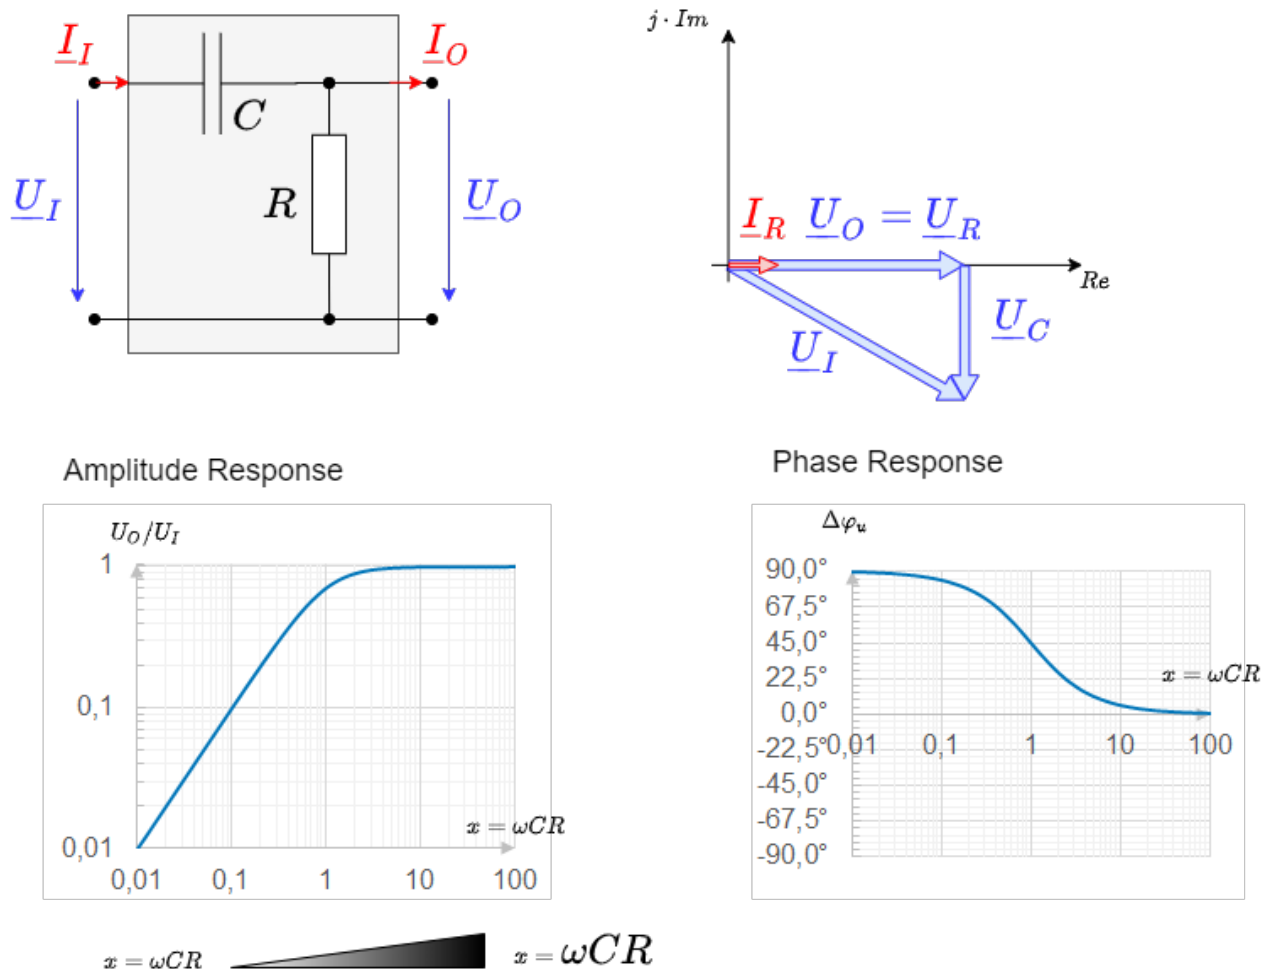 I_I
I_O
C
U_I
R
U_O
j · Im
I_R U_O = U_R
Re
U_C
U_I
Amplitude Response
U_O/U_I
1
0,1
0,01
x = ωCR
0,01 0,1 1 10 100
Phase Response
Δφ_u
90,0°
67,5°
45,0°
22,5°
x = ωCR
0,0°
-22,5°
0,01 0,1 1 10 100
-45,0°
-67,5°
-90,0°
x = ωCR
x = ωCR